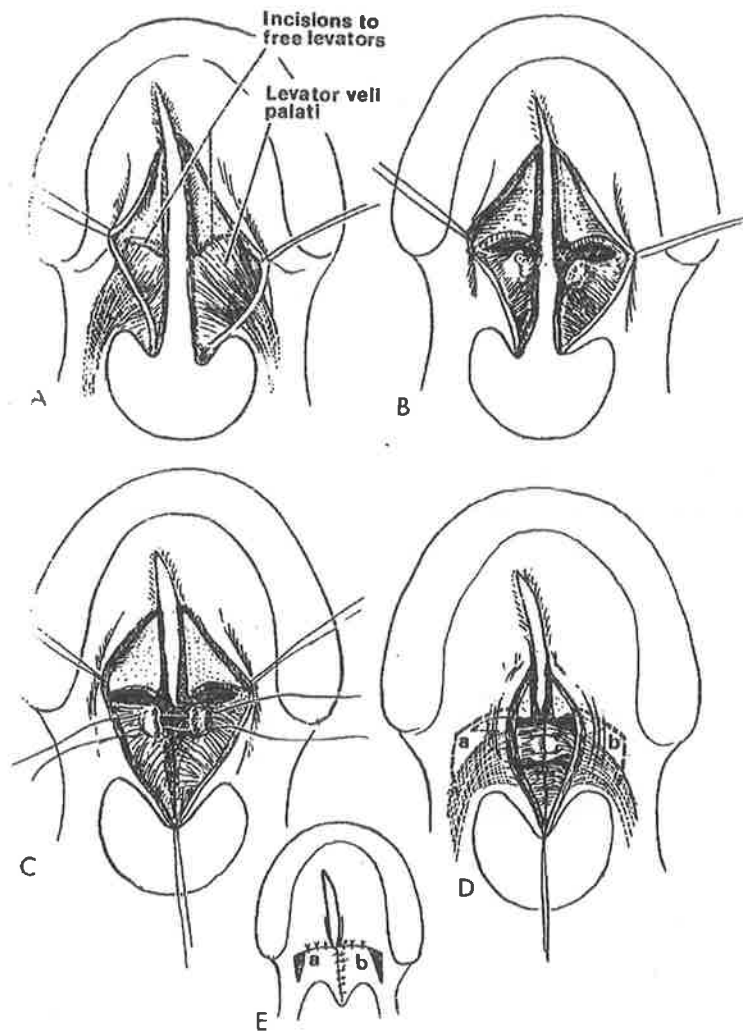 Incisions to
free levators
Levator veli
palati
A
B
C
a
b
D
a
b
E